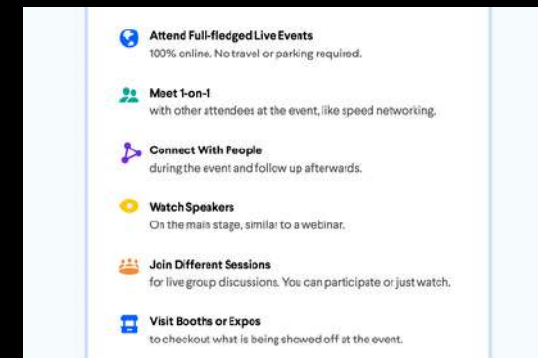 Attend Full-fledged Live Events
100% online. No travel or parking required.
Meet 1-on-1
with other attendees at the event, like speed networking.
Connect With People
during the event and follow up afterwards.
Watch Speakers
On the main stage, similar to a webinar.
Join Different Sessions
for live group discussions. You can participate or just watch.
Visit Booths or Expos
to checkout what is being showed off at the event.